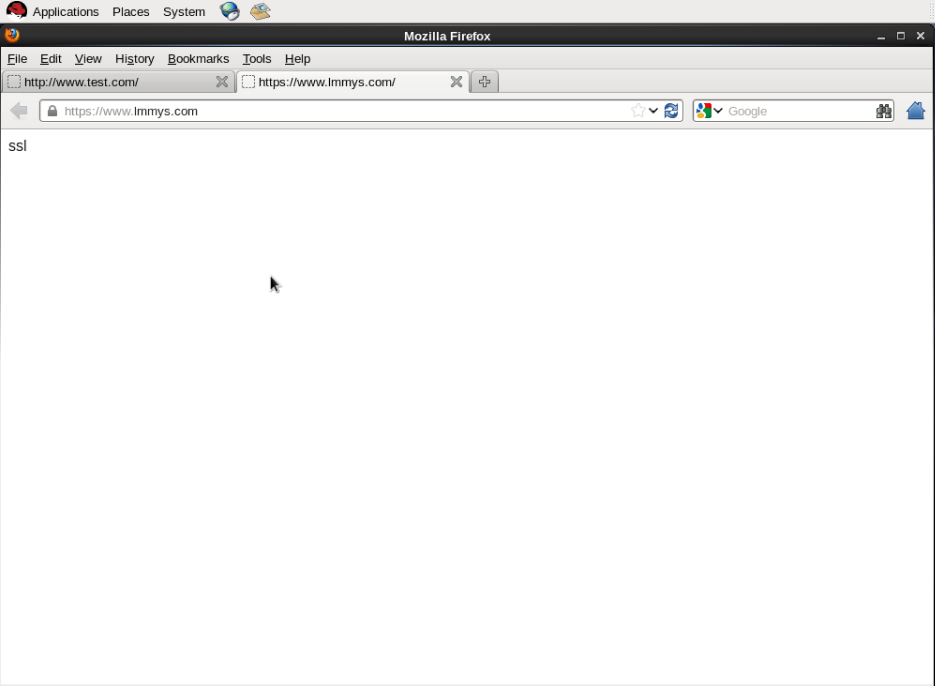 Applications Places System
Mozilla Firefox
File Edit View History Bookmarks Tools Help
http://www.test.com/ https://www.lmmys.com/
https://www.lmmys.com Google
ssl